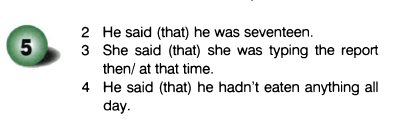 5
2 He said (that) he was seventeen.
3 She said (that) she was typing the report
then/ at that time.
4 He said (that) he hadn't eaten anything all
day.